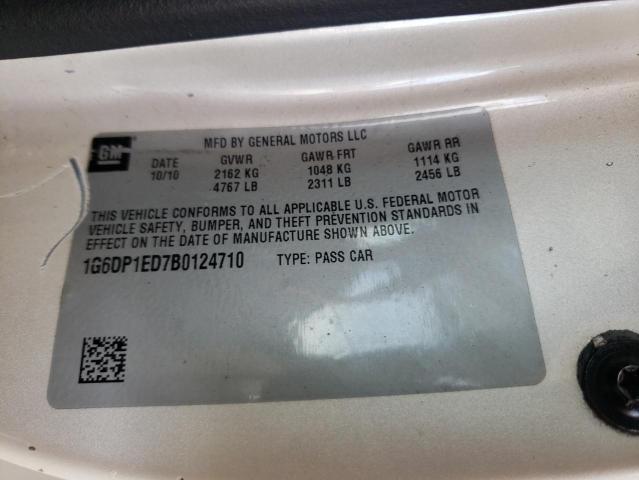 GM
MFD BY GENERAL MOTORS LLC
DATE GVWR GAWR FRT GAWR RR
10/10 2162 KG 1048 KG 1114 KG
4767 LB 2311 LB 2456 LB
THIS VEHICLE CONFORMS TO ALL APPLICABLE U.S. FEDERAL MOTOR
VEHICLE SAFETY, BUMPER, AND THEFT PREVENTION STANDARDS IN
EFFECT ON THE DATE OF MANUFACTURE SHOWN ABOVE.
1G6DP1ED7B0124710 TYPE: PASS CAR